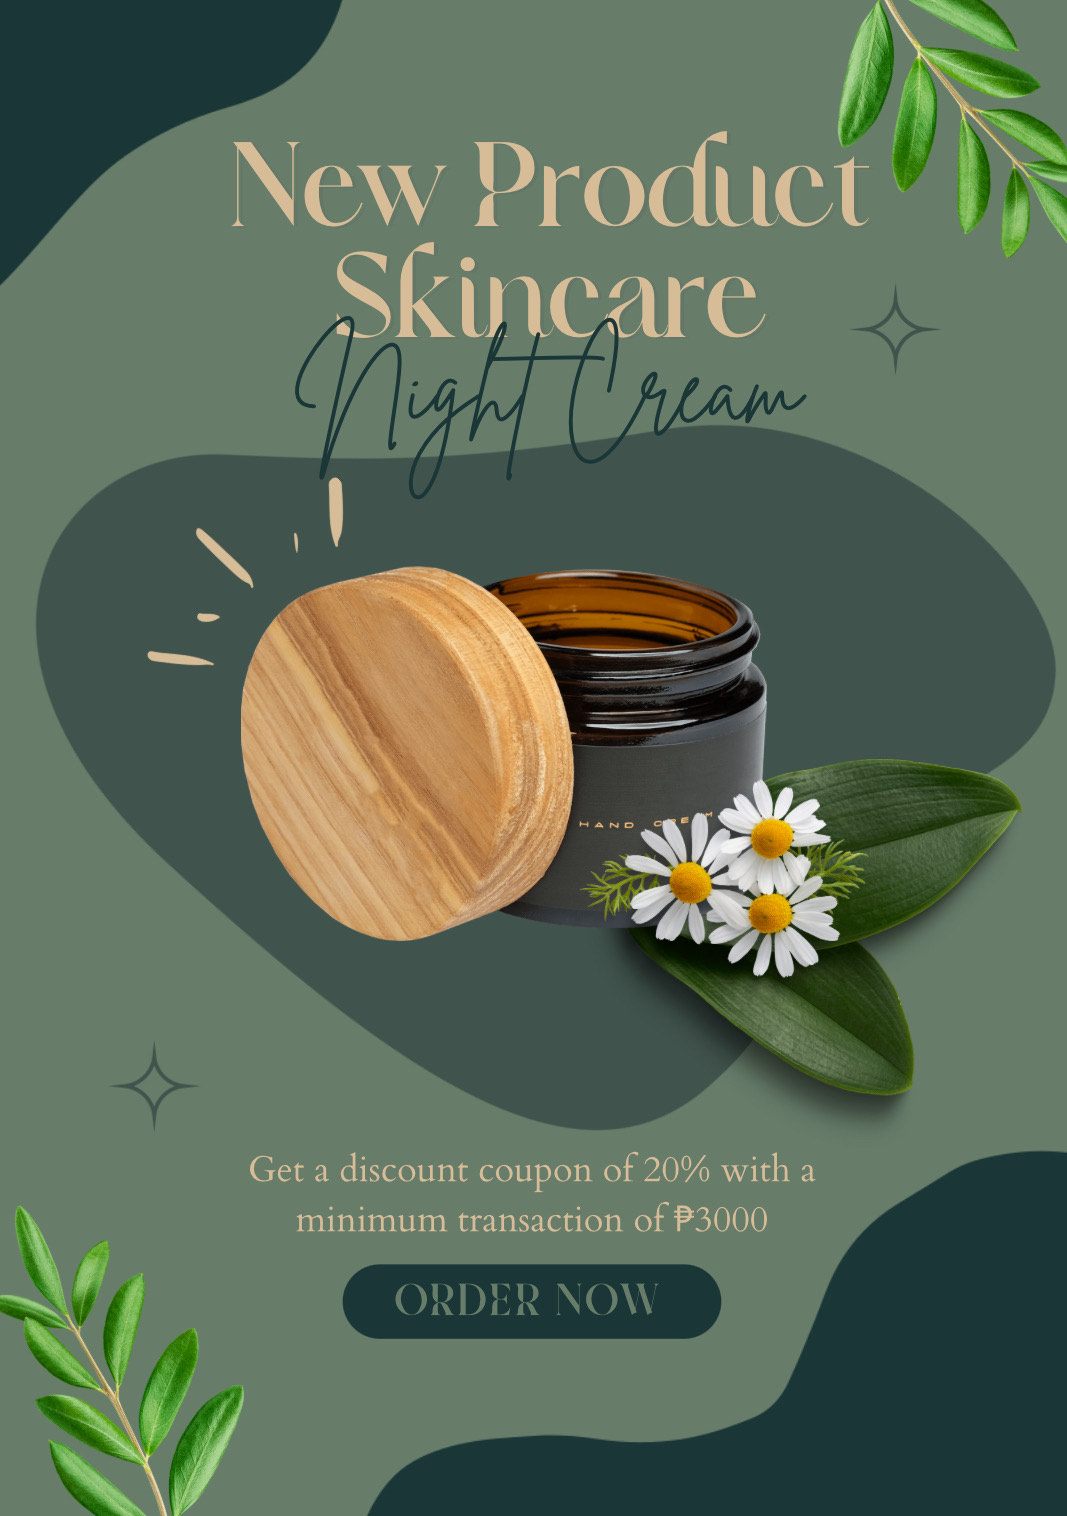 New Product
Skincare
Night Cream
HAND CREAM
Get a discount coupon of 20% with a
minimum transaction of ₱3000
ORDER NOW